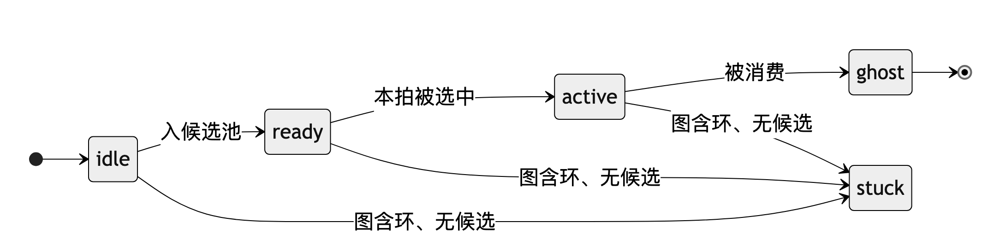 idle
入候选池
ready
本拍被选中
active
被消费
ghost
图含环、无候选
图含环、无候选
图含环、无候选
stuck